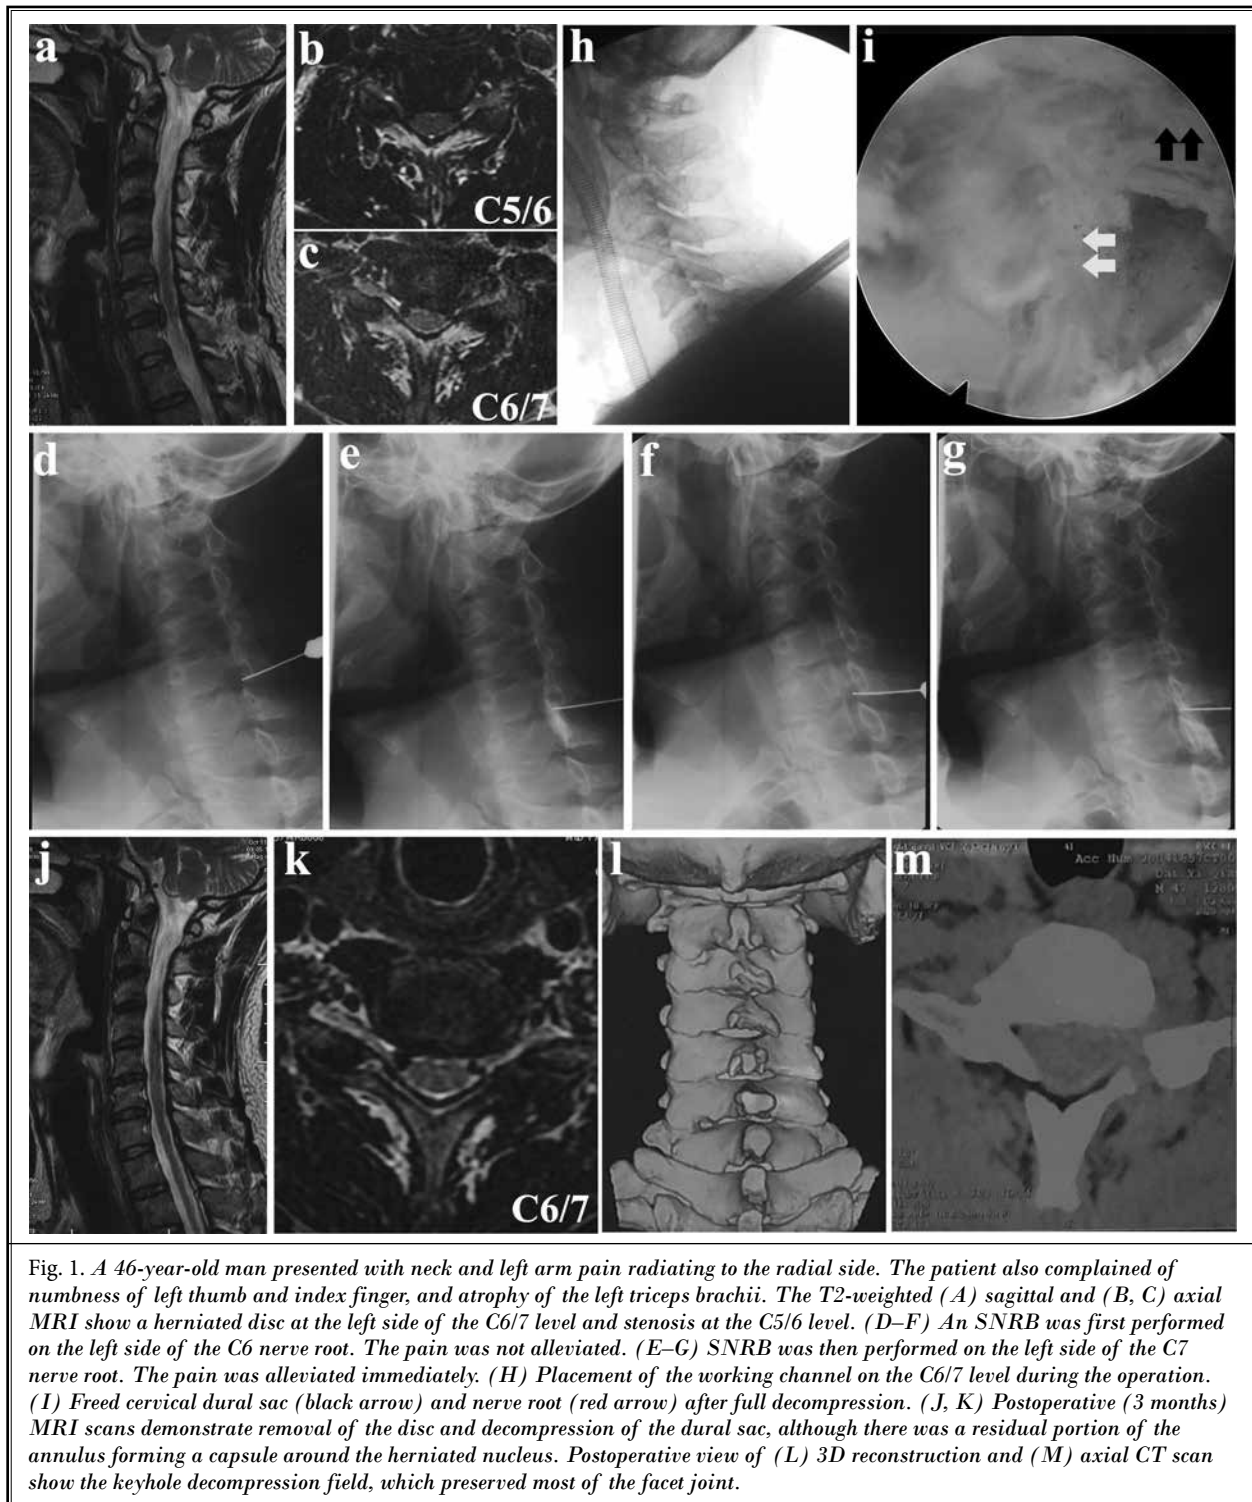 a
b
h
i
C5/6
c
C6/7
d
e
f
g
j
k
l
m
Acc Num
M 47
C6/7
Fig. 1. A 46-year-old man presented with neck and left arm pain radiating to the radial side. The patient also complained of
numbness of left thumb and index finger, and atrophy of the left triceps brachii. The T2-weighted (A) sagittal and (B, C) axial
MRI show a herniated disc at the left side of the C6/7 level and stenosis at the C5/6 level. (D–F) An SNRB was first performed
on the left side of the C6 nerve root. The pain was not alleviated. (E–G) SNRB was then performed on the left side of the C7
nerve root. The pain was alleviated immediately. (H) Placement of the working channel on the C6/7 level during the operation.
(I) Freed cervical dural sac (black arrow) and nerve root (red arrow) after full decompression. (J, K) Postoperative (3 months)
MRI scans demonstrate removal of the disc and decompression of the dural sac, although there was a residual portion of the
annulus forming a capsule around the herniated nucleus. Postoperative view of (L) 3D reconstruction and (M) axial CT scan
show the keyhole decompression field, which preserved most of the facet joint.